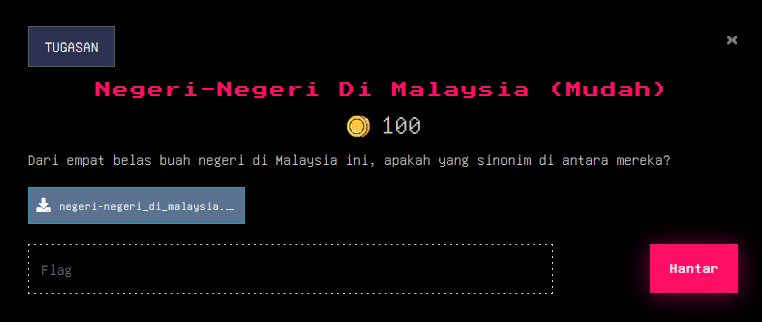 TUGASAN
×
Negeri-Negeri Di Malaysia (Mudah)
100
Dari empat belas buah negeri di Malaysia ini, apakah yang sinonim di antara mereka?
negeri-negeri_di_malaysia....
Flag
Hantar